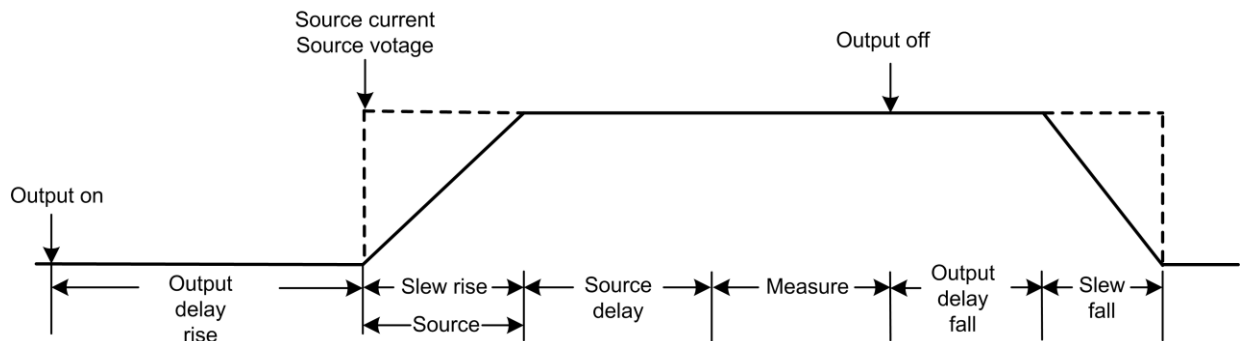 Source current
Source votage
Output off
Output on
Output
delay
rise
Slew rise
Source
Source
delay
Measure
Output
delay
fall
Slew
fall